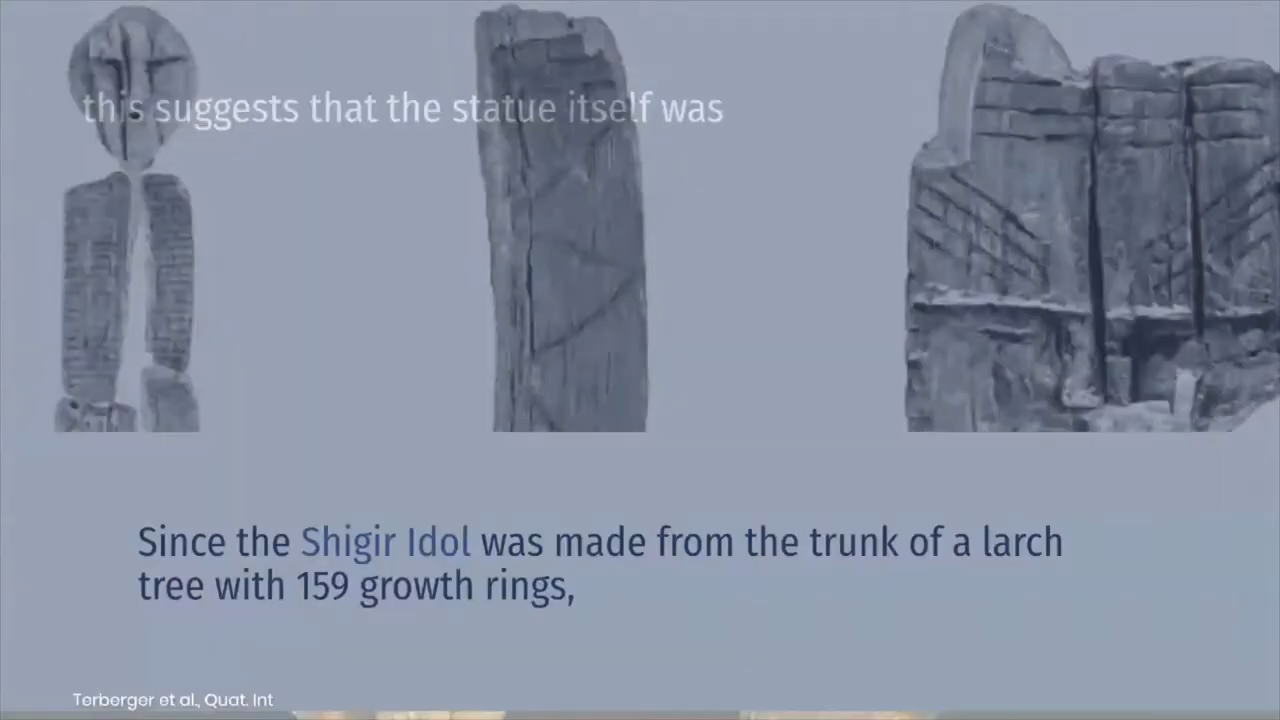 this suggests that the statue itself was
Since the Shigir Idol was made from the trunk of a larch
tree with 159 growth rings,
Terberger et al., Quat. Int